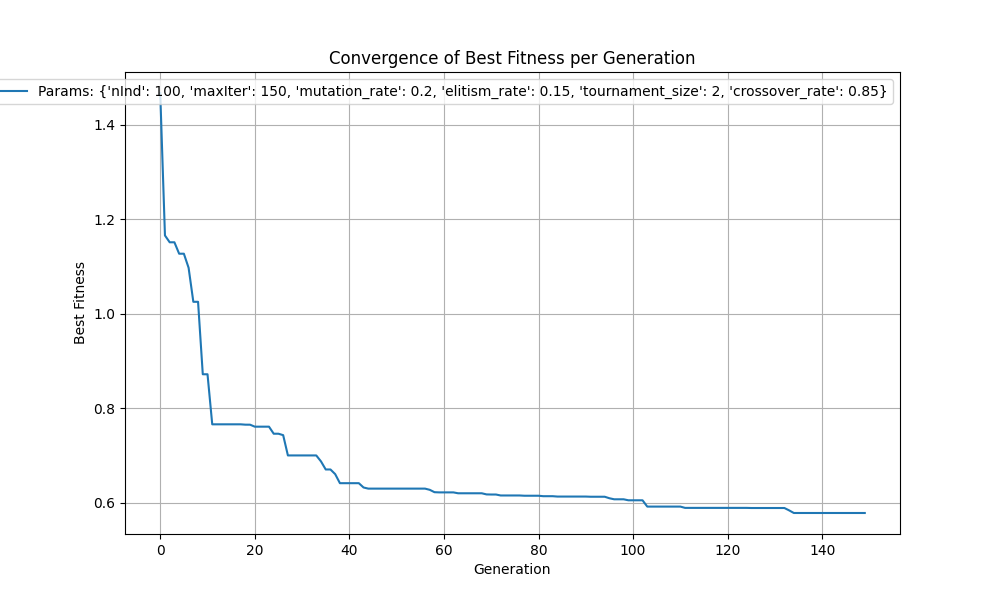 Convergence of Best Fitness per Generation
Params: {'nInd': 100, 'maxIter': 150, 'mutation_rate': 0.2, 'elitism_rate': 0.15, 'tournament_size': 2, 'crossover_rate': 0.85}
1.4
1.2
1.0
0.8
0.6
Best Fitness
0 20 40 60 80 100 120 140
Generation